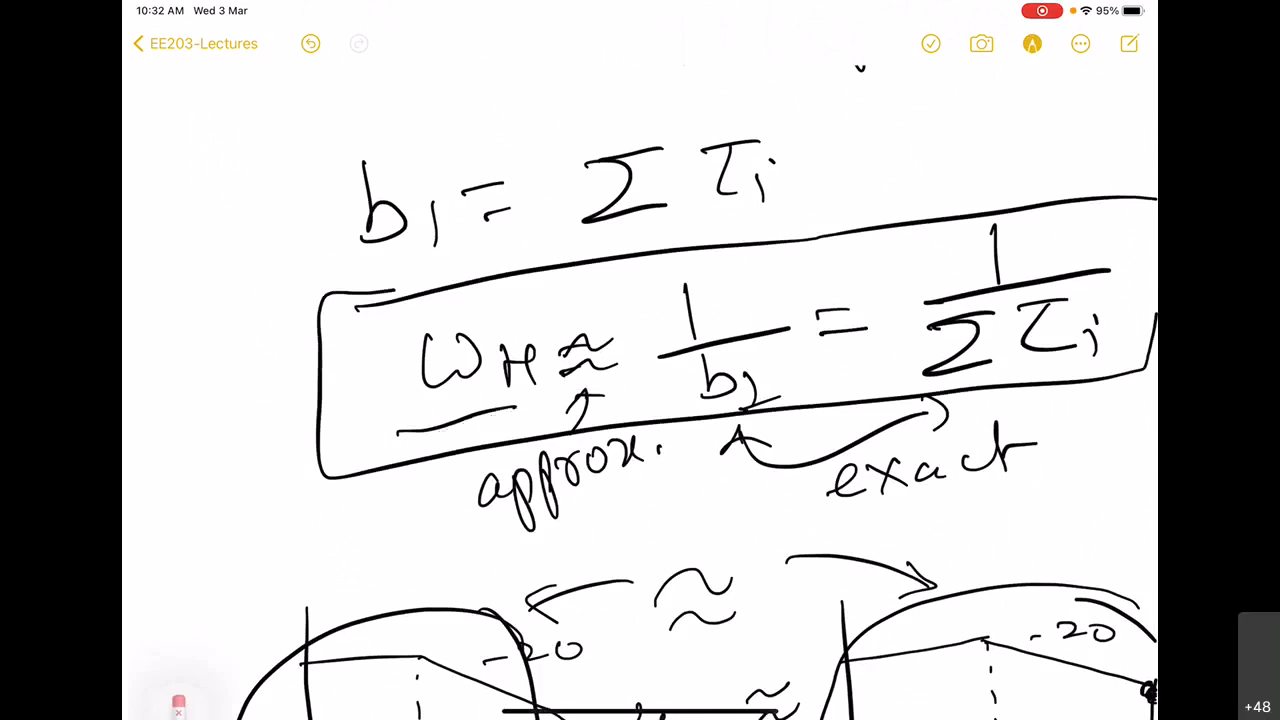 10:32 AM Wed 3 Mar 95%
EE203-Lectures
b1 = Σ τi
ωH ≈ 1/b2 = 1/Σ τi
approx. exact
≈
-20 -20
≈
+48